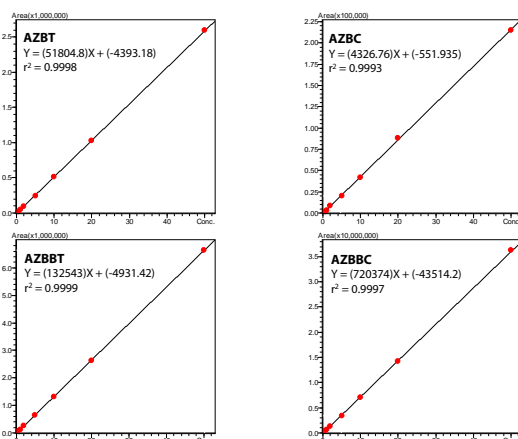 Area(x1,000,000)
AZBT
Y = (51804.8)X + (-4393.18)
r² = 0.9998
2.5
2.0
1.5
1.0
0.5
0.0
0 10 20 30 40 Conc.
Area(x100,000)
AZBC
Y = (4326.76)X + (-551.935)
r² = 0.9993
2.25
2.00
1.75
1.50
1.25
1.00
0.75
0.50
0.25
0.00
0 10 20 30 40 Conc
Area(x1,000,000)
AZBBT
Y = (132543)X + (-4931.42)
r² = 0.9999
6.0
5.0
4.0
3.0
2.0
1.0
0.0
Area(x10,000,000)
AZBBC
Y = (720374)X + (-43514.2)
r² = 0.9997
3.5
3.0
2.5
2.0
1.5
1.0
0.5
0.0